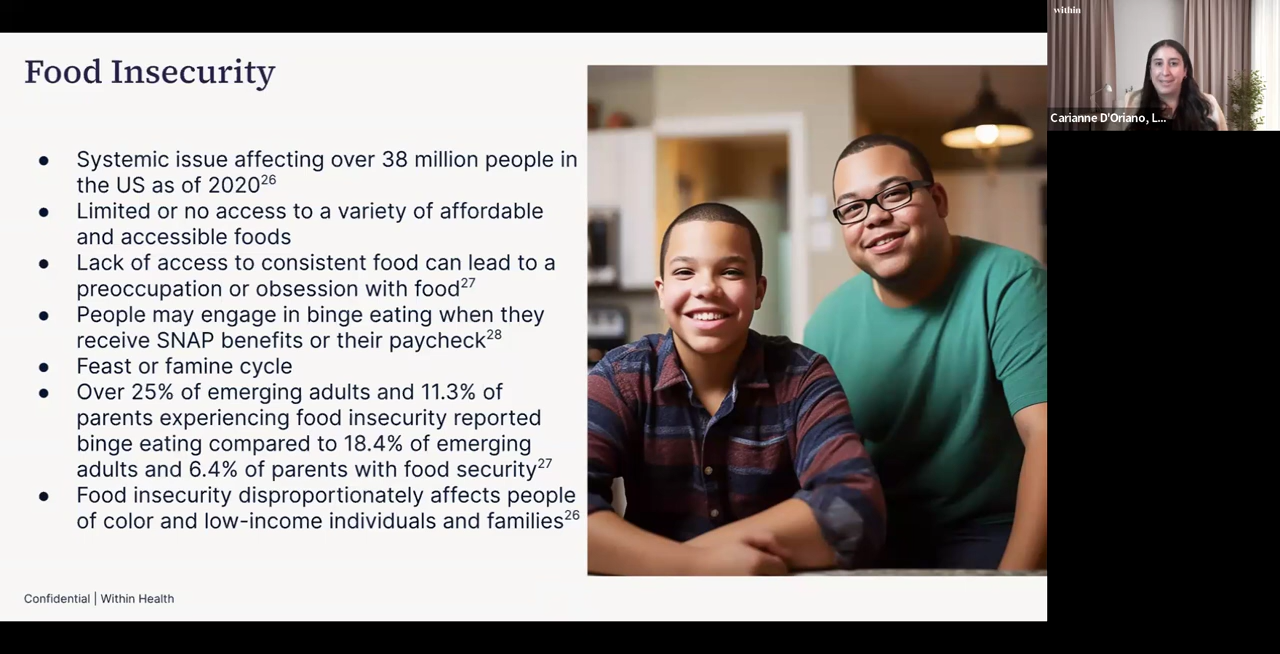 Food Insecurity
● Systemic issue affecting over 38 million people in
the US as of 2020²⁶
● Limited or no access to a variety of affordable
and accessible foods
● Lack of access to consistent food can lead to a
preoccupation or obsession with food²⁷
● People may engage in binge eating when they
receive SNAP benefits or their paycheck²⁸
● Feast or famine cycle
● Over 25% of emerging adults and 11.3% of
parents experiencing food insecurity reported
binge eating compared to 18.4% of emerging
adults and 6.4% of parents with food security²⁷
● Food insecurity disproportionately affects people
of color and low-income individuals and families²⁶
Confidential | Within Health
within
Carianne D'Oriano, L...